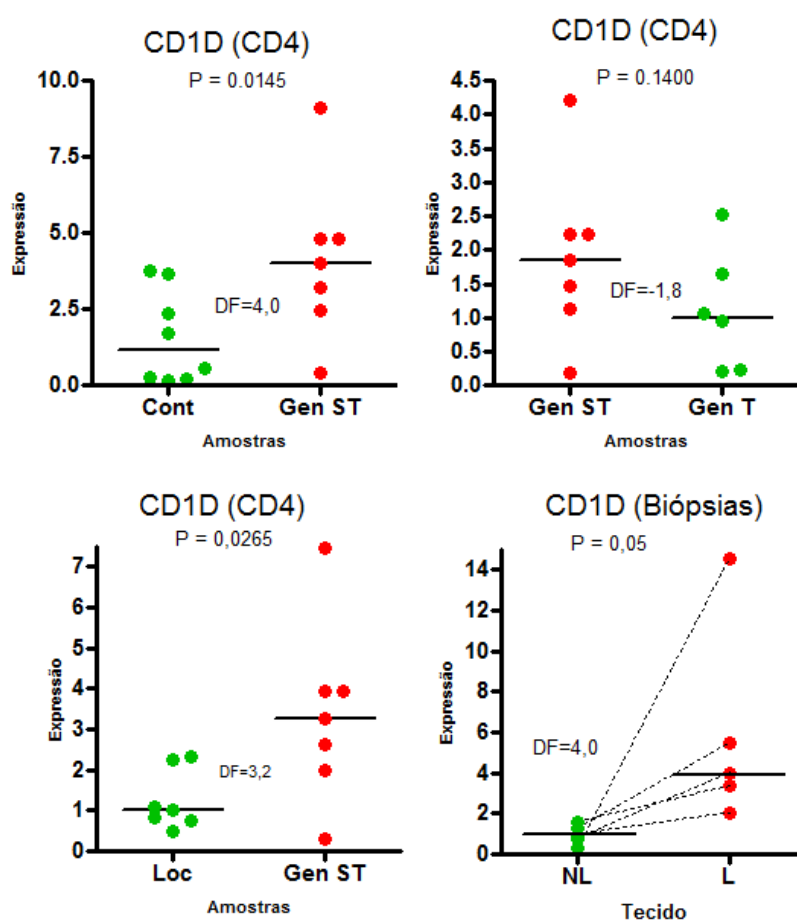 CD1D (CD4)
P = 0.0145
Expressão
10.0
7.5
5.0
2.5
0.0
DF=4,0
Cont
Gen ST
Amostras
CD1D (CD4)
P = 0.1400
Expressão
4.5
4.0
3.5
3.0
2.5
2.0
1.5
1.0
0.5
0.0
DF=-1,8
Gen ST
Gen T
Amostras
CD1D (CD4)
P = 0,0265
Expressão
7
6
5
4
3
2
1
0
DF=3,2
Loc
Gen ST
Amostras
CD1D (Biópsias)
P = 0,05
Expressão
14
12
10
8
6
4
2
0
DF=4,0
NL
L
Tecido